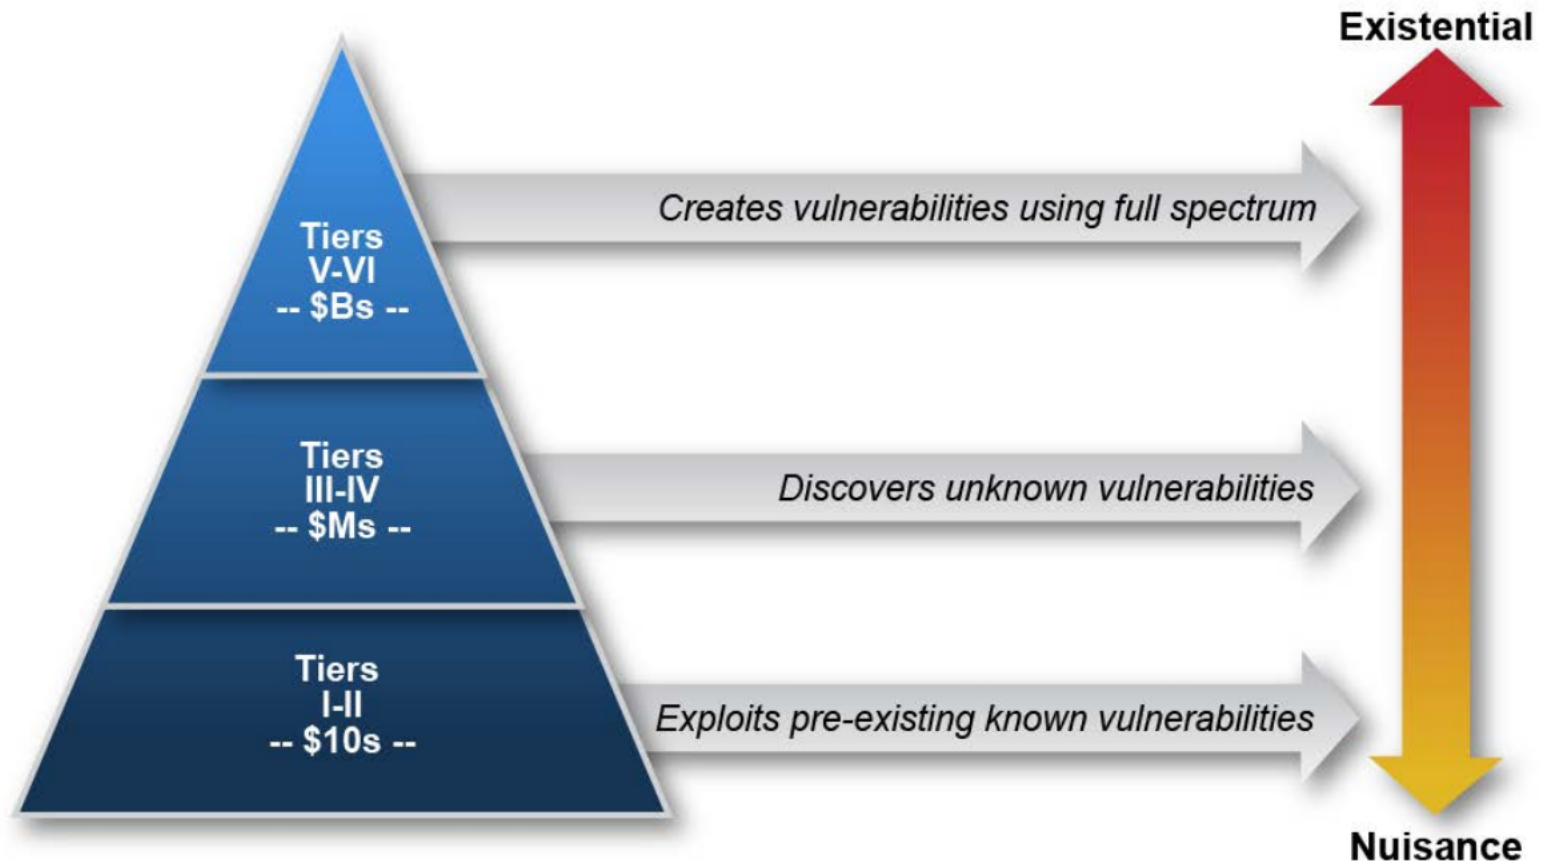 Existential
Creates vulnerabilities using full spectrum
Tiers
V-VI
-- $Bs --
Tiers
III-IV
-- $Ms --
Discovers unknown vulnerabilities
Tiers
I-II
-- $10s --
Exploits pre-existing known vulnerabilities
Nuisance